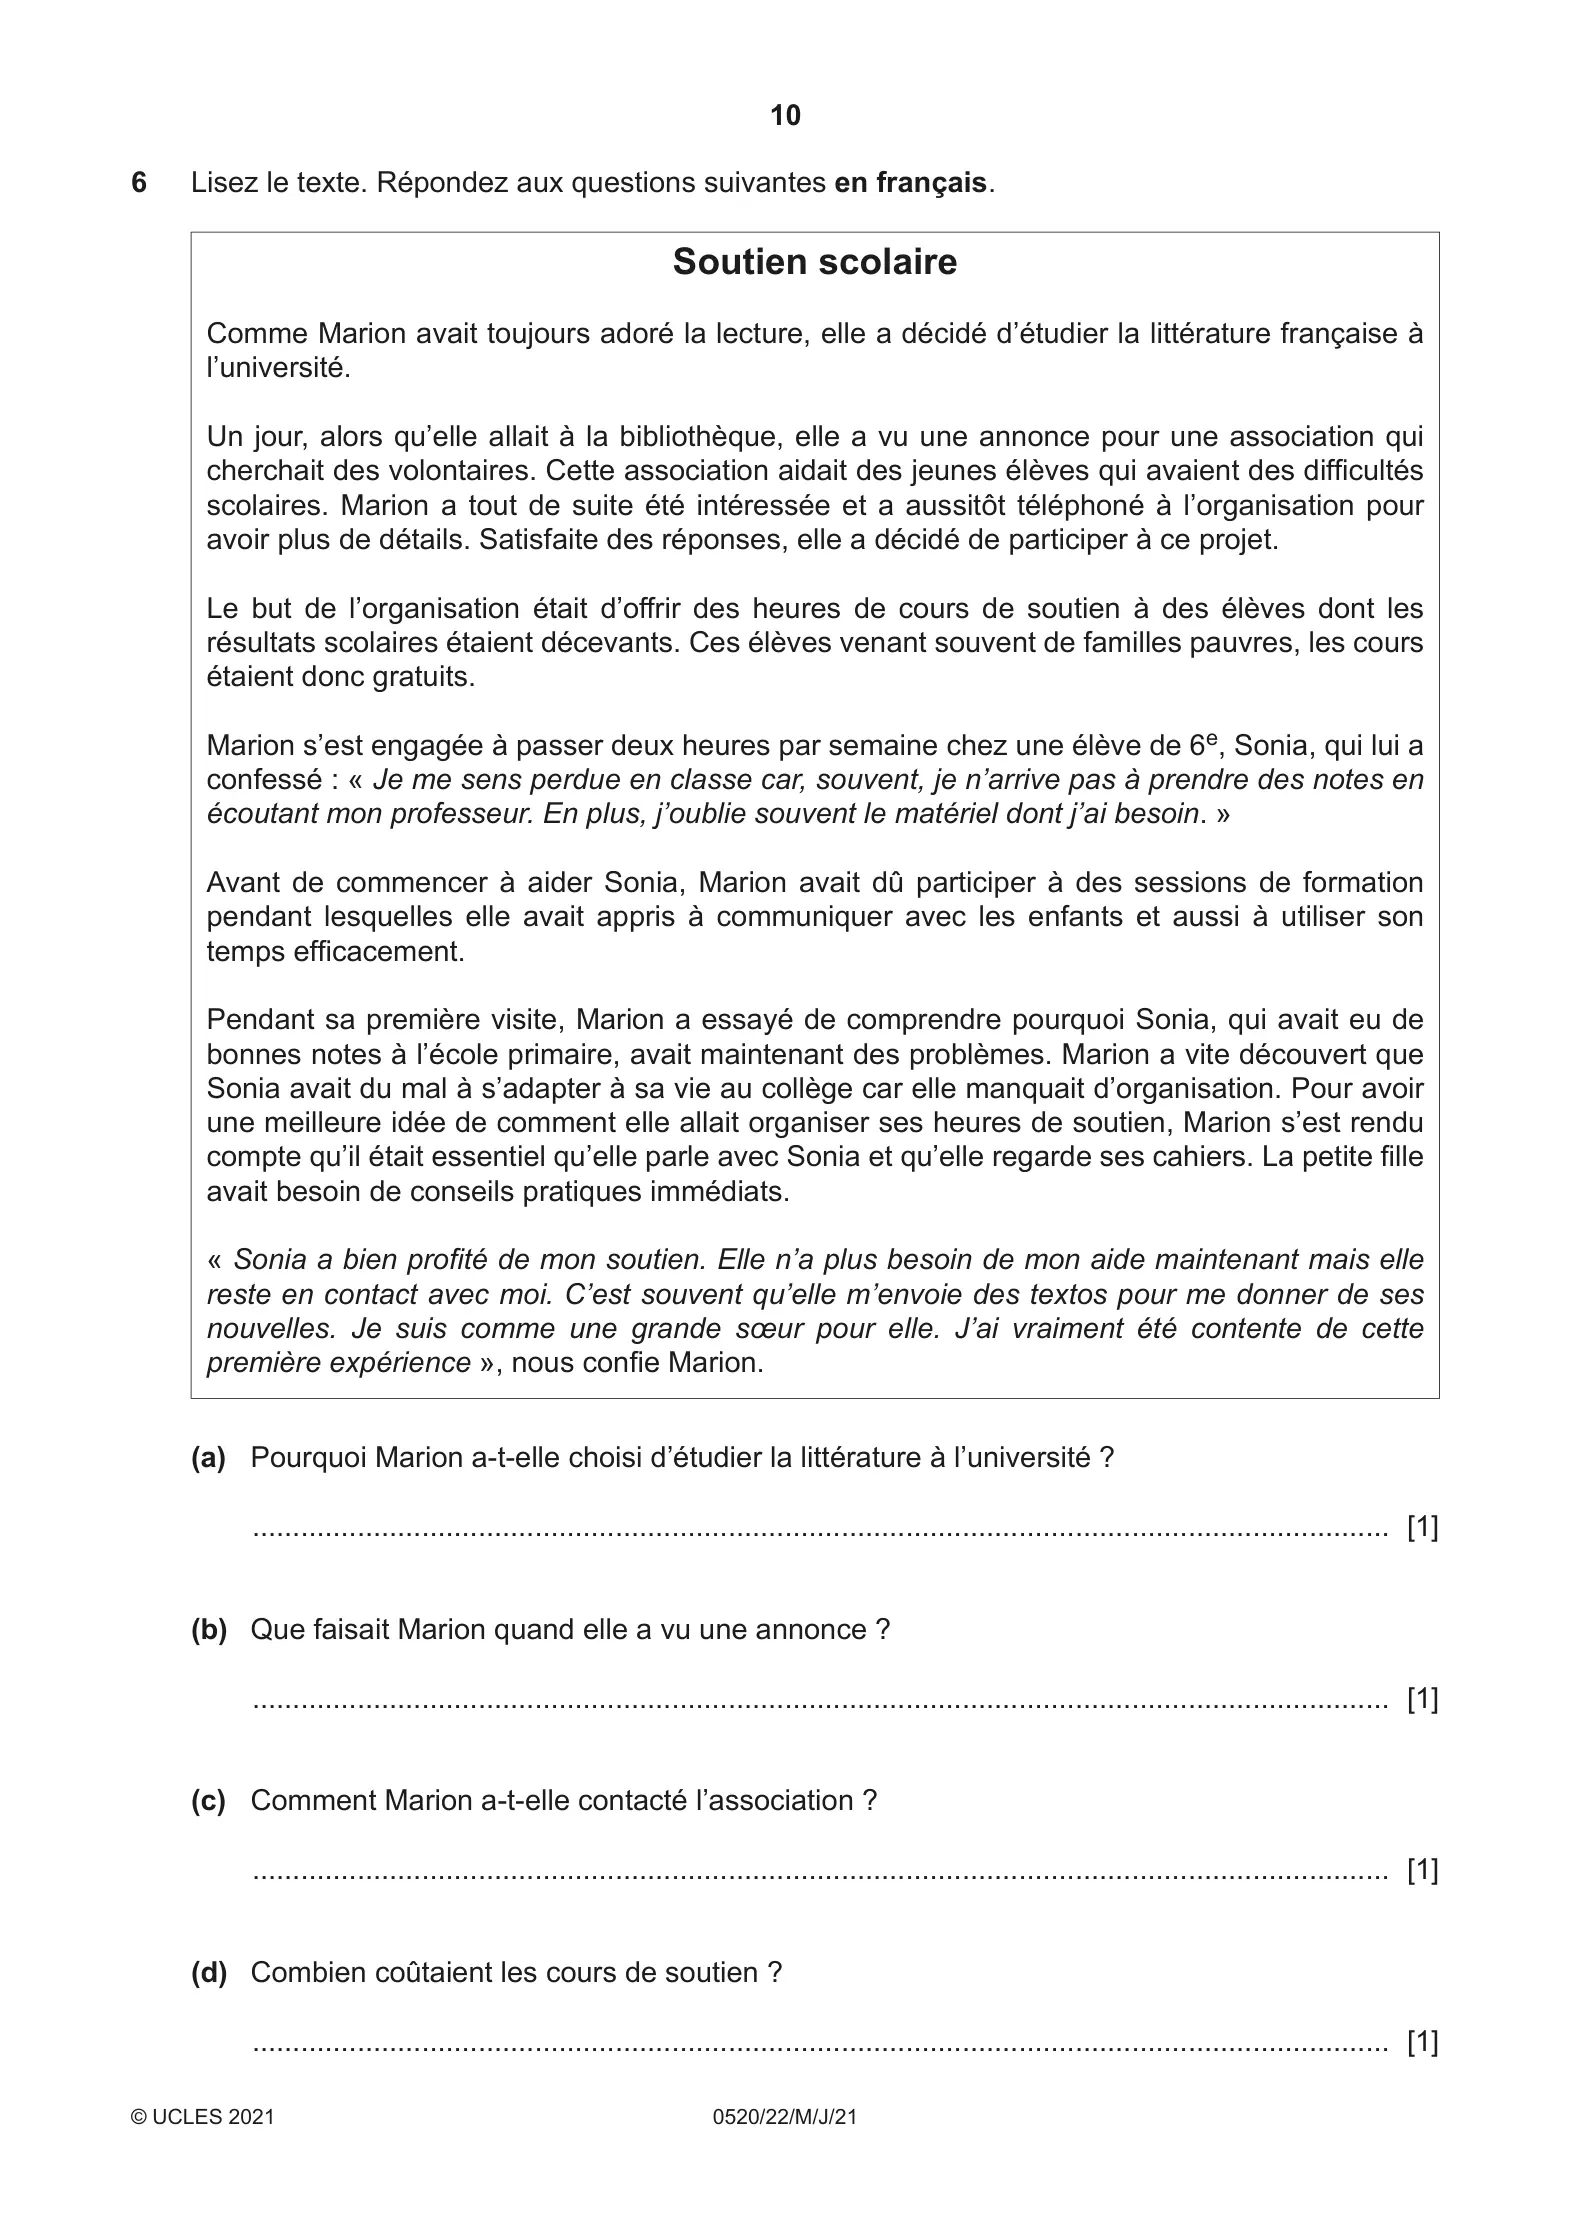 10
6 Lisez le texte. Répondez aux questions suivantes en français.
Soutien scolaire
Comme Marion avait toujours adoré la lecture, elle a décidé d’étudier la littérature française à
l’université.
Un jour, alors qu’elle allait à la bibliothèque, elle a vu une annonce pour une association qui
cherchait des volontaires. Cette association aidait des jeunes élèves qui avaient des difficultés
scolaires. Marion a tout de suite été intéressée et a aussitôt téléphoné à l’organisation pour
avoir plus de détails. Satisfaite des réponses, elle a décidé de participer à ce projet.
Le but de l’organisation était d’offrir des heures de cours de soutien à des élèves dont les
résultats scolaires étaient décevants. Ces élèves venant souvent de familles pauvres, les cours
étaient donc gratuits.
Marion s’est engagée à passer deux heures par semaine chez une élève de 6e, Sonia, qui lui a
confessé : « Je me sens perdue en classe car, souvent, je n’arrive pas à prendre des notes en
écoutant mon professeur. En plus, j’oublie souvent le matériel dont j’ai besoin. »
Avant de commencer à aider Sonia, Marion avait dû participer à des sessions de formation
pendant lesquelles elle avait appris à communiquer avec les enfants et aussi à utiliser son
temps efficacement.
Pendant sa première visite, Marion a essayé de comprendre pourquoi Sonia, qui avait eu de
bonnes notes à l’école primaire, avait maintenant des problèmes. Marion a vite découvert que
Sonia avait du mal à s’adapter à sa vie au collège car elle manquait d’organisation. Pour avoir
une meilleure idée de comment elle allait organiser ses heures de soutien, Marion s’est rendu
compte qu’il était essentiel qu’elle parle avec Sonia et qu’elle regarde ses cahiers. La petite fille
avait besoin de conseils pratiques immédiats.
« Sonia a bien profité de mon soutien. Elle n’a plus besoin de mon aide maintenant mais elle
reste en contact avec moi. C’est souvent qu’elle m’envoie des textos pour me donner de ses
nouvelles. Je suis comme une grande sœur pour elle. J’ai vraiment été contente de cette
première expérience », nous confie Marion.
(a) Pourquoi Marion a-t-elle choisi d’étudier la littérature à l’université ?
[1]
(b) Que faisait Marion quand elle a vu une annonce ?
[1]
(c) Comment Marion a-t-elle contacté l’association ?
[1]
(d) Combien coûtaient les cours de soutien ?
[1]
© UCLES 2021 0520/22/M/J/21